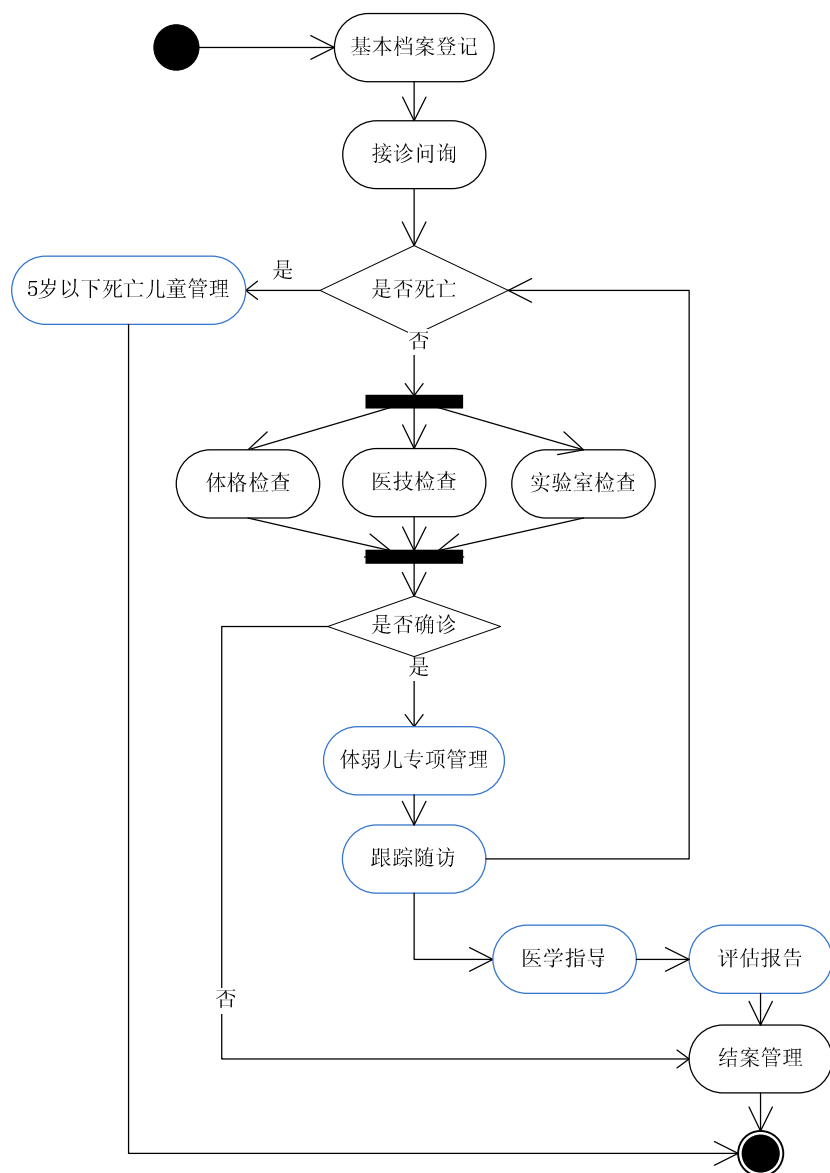 基本档案登记
接诊问询
是
5岁以下死亡儿童管理
是否死亡
否
体格检查
医技检查
实验室检查
是否确诊
是
体弱儿专项管理
跟踪随访
医学指导
评估报告
否
结案管理